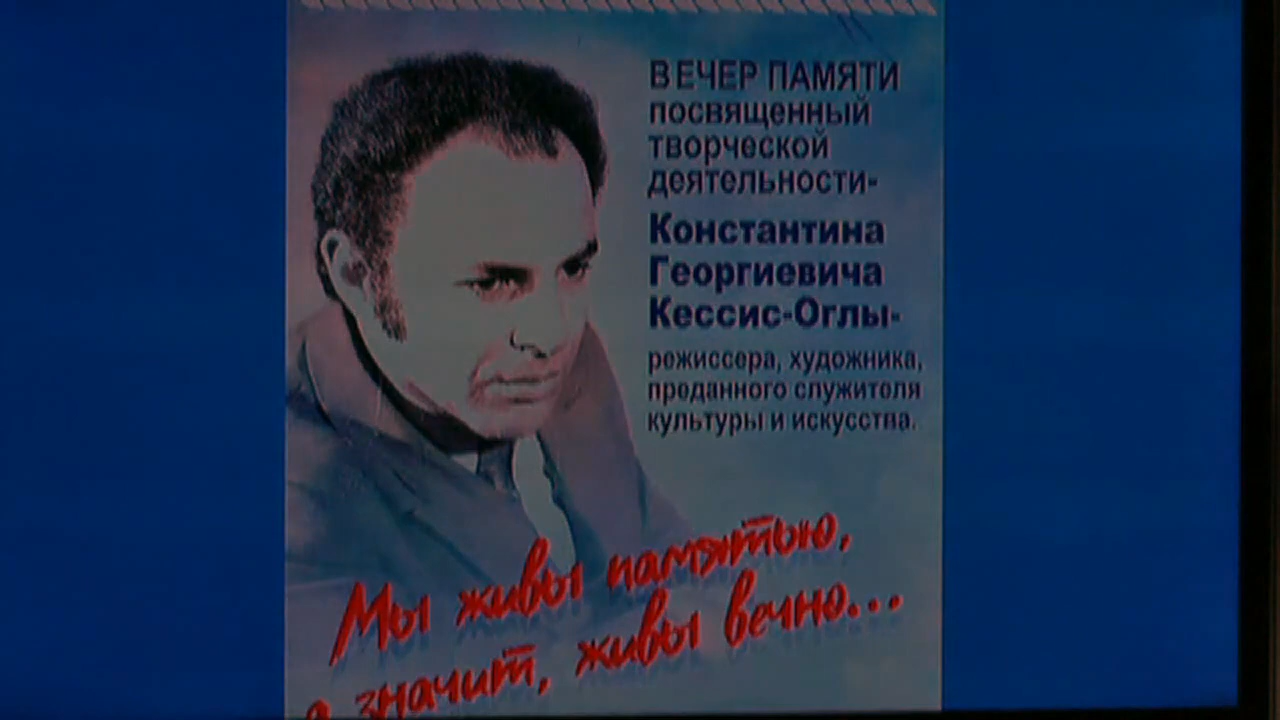 ВЕЧЕР ПАМЯТИ
посвященный
творческой
деятельности-
Константина
Георгиевича
Кессис-Оглы-
режиссера, художника,
преданного служителя
культуры и искусства.
Мы живы памятью,
а значит, живы вечно...